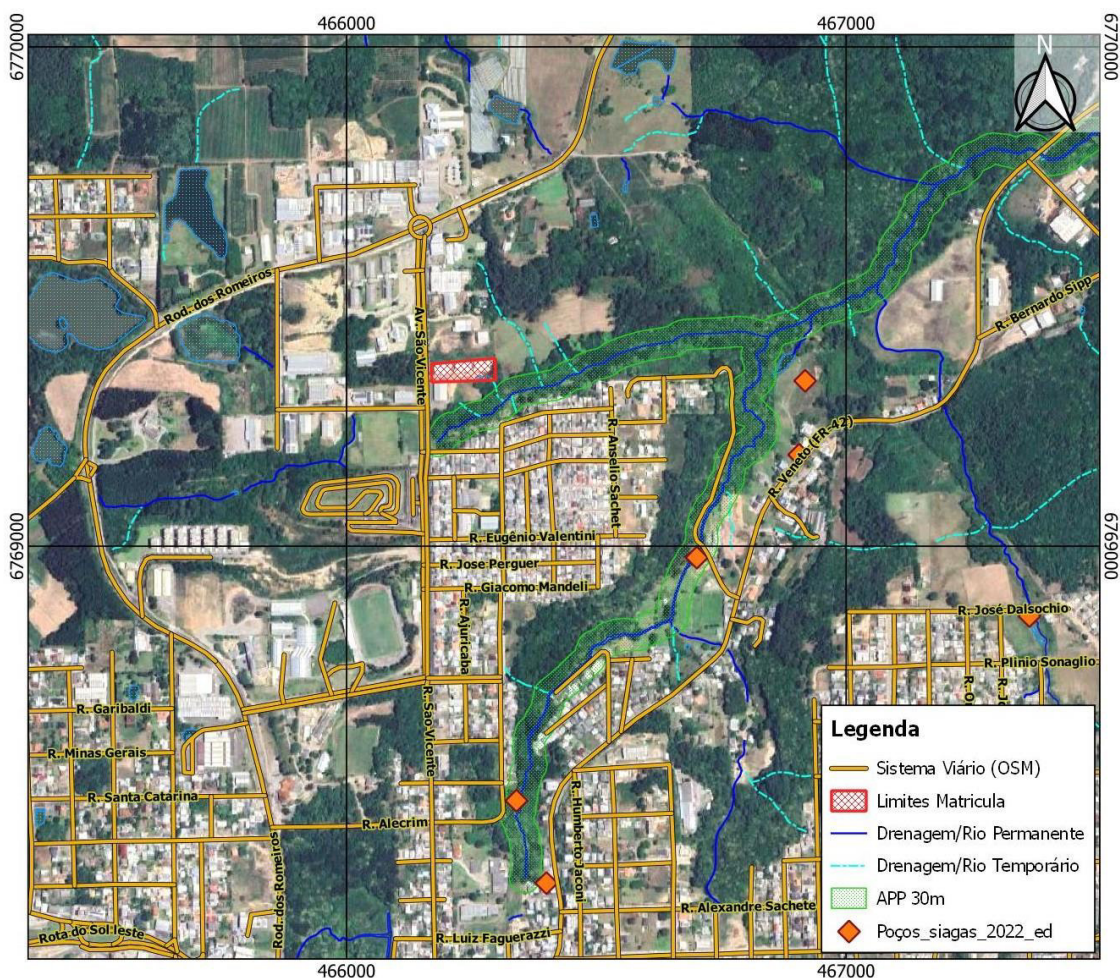 466000
467000
6770000
6770000
N
Rod. dos Romeiros
Av. São Vicente
R. Bernardo Sipp
R. Anselio Sachet
R. Veneto (FR-42)
6769000
6769000
R. Eugênio Valentini
R. Jose Perguer
R. Giacomo Mandeli
R. Ajuricaba
R. José Dalsochio
R. Plinio Sonaglio
R. Garibaldi
R. Sao Vicente
R. Minas Gerais
R. Santa Catarina
R. Alecrim
R. Humberto Jaconi
Rod. dos Romeiros
R. Alexandre Sachete
Rota do Sol leste
R. Luiz Faguerazzi
Legenda
Sistema Viário (OSM)
Limites Matricula
Drenagem/Rio Permanente
Drenagem/Rio Temporário
APP 30m
Poços_siagas_2022_ed
466000
467000